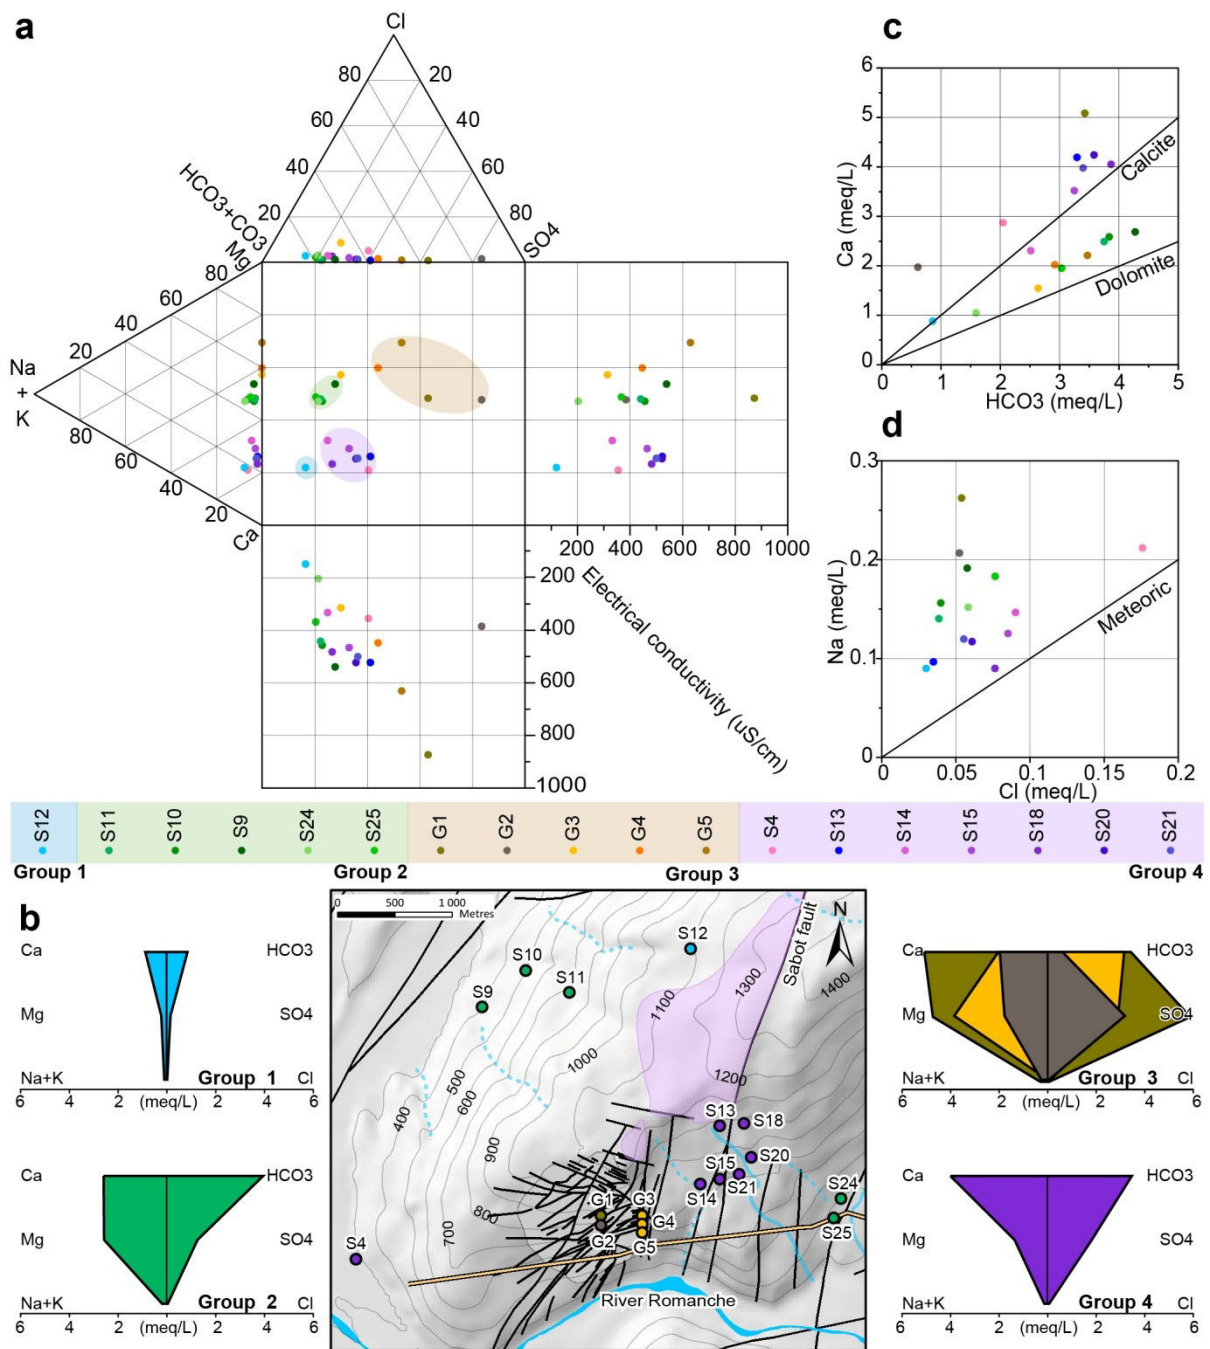 a
Cl
80
20
60
40
40
60
20
80
HCO3+CO3
SO4
Mg
80
60
40
20
Na
+
K
80
60
40
20
Ca
200
400
600
800
1000
200
400
600
800
1000
Electrical conductivity (uS/cm)
c
6
5
4
3
2
1
0
0
1
2
3
4
5
Ca (meq/L)
HCO3 (meq/L)
Calcite
Dolomite
d
0.3
0.2
0.1
0
0
0.05
0.1
0.15
0.2
Na (meq/L)
Cl (meq/L)
Meteoric
S12
S11
S10
S9
S24
S25
G1
G2
G3
G4
G5
S4
S13
S14
S15
S18
S20
S21
Group 1
Group 2
Group 3
Group 4
b
Ca
HCO3
Mg
SO4
Na+K
Group 1
Cl
6 4 2 (meq/L) 2 4 6
Ca
HCO3
Mg
SO4
Na+K
Group 2
Cl
6 4 2 (meq/L) 2 4 6
0 500 1 000
Metres
N
S12
S10
S11
S9
Sabot fault
1100
1300
1400
1000
1200
500
600
400
900
800
700
S13
S18
S20
S15
S21
S14
S24
S25
G1
G2
G3
G4
G5
S4
River Romanche
Ca
HCO3
Mg
SO4
Na+K
Group 3
Cl
6 4 2 (meq/L) 2 4 6
Ca
HCO3
Mg
SO4
Na+K
Group 4
Cl
6 4 2 (meq/L) 2 4 6